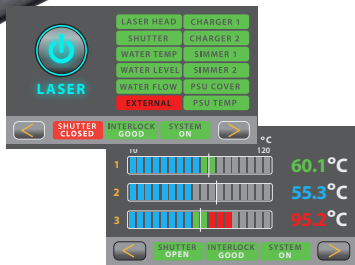 LASER HEAD CHARGER 1
SHUTTER CHARGER 2
WATER TEMP SIMMER 1
WATER LEVEL SIMMER 2
WATER FLOW PSU COVER
EXTERNAL PSU TEMP
LASER
< SHUTTER CLOSED INTERLOCK GOOD SYSTEM ON >
°C
10 120
1 60.1°C
2 55.3°C
3 95.2°C
< SHUTTER OPEN INTERLOCK GOOD SYSTEM ON >